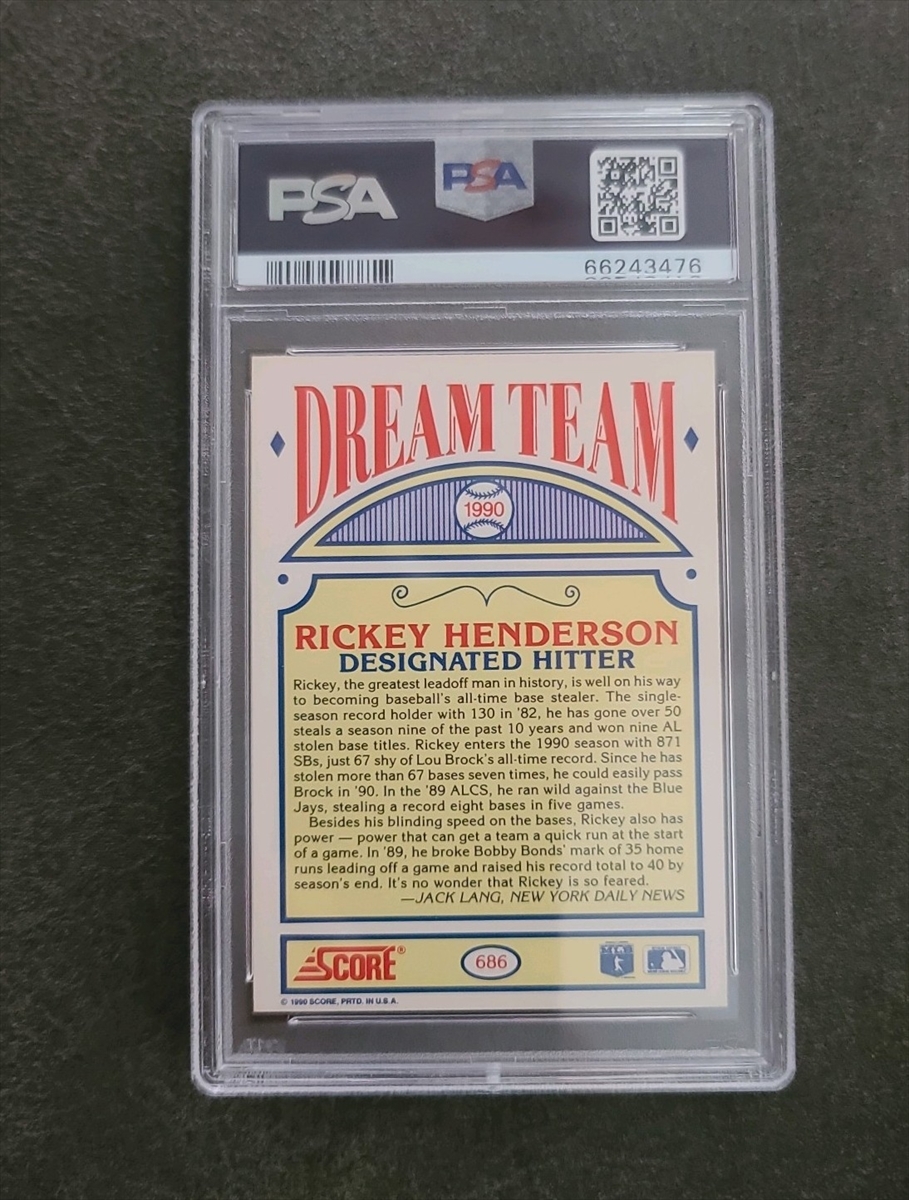 PSA
PSA
66243476
DREAM TEAM
1990
RICKEY HENDERSON
DESIGNATED HITTER
Rickey, the greatest leadoff man in history, is well on his way
to becoming baseball's all-time base stealer. The single-
season record holder with 130 in '82, he has gone over 50
steals a season nine of the past 10 years and won nine AL
stolen base titles. Rickey enters the 1990 season with 871
SBs, just 67 shy of Lou Brock's all-time record. Since he has
stolen more than 67 bases seven times, he could easily pass
Brock in '90. In the '89 ALCS, he ran wild against the Blue
Jays, stealing a record eight bases in five games.
Besides his blinding speed on the bases, Rickey also has
power — power that can get a team a quick run at the start
of a game. In '89, he broke Bobby Bonds' mark of 35 home
runs leading off a game and raised his record total to 40 by
season's end. It's no wonder that Rickey is so feared.
—JACK LANG, NEW YORK DAILY NEWS
SCORE®
686
© 1990 SCORE, PRTD. IN U.S.A.